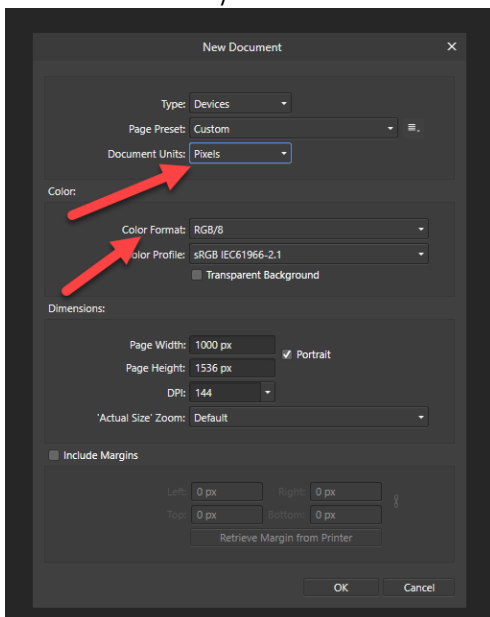 New Document ×
Type: Devices
Page Preset: Custom
Document Units: Pixels
Color:
Color Format: RGB/8
Color Profile: sRGB IEC61966-2.1
Transparent Background
Dimensions:
Page Width: 1000 px
Portrait
Page Height: 1536 px
DPI: 144
'Actual Size' Zoom: Default
Include Margins
Left: 0 px Right: 0 px
Top: 0 px Bottom: 0 px
Retrieve Margin from Printer
OK Cancel